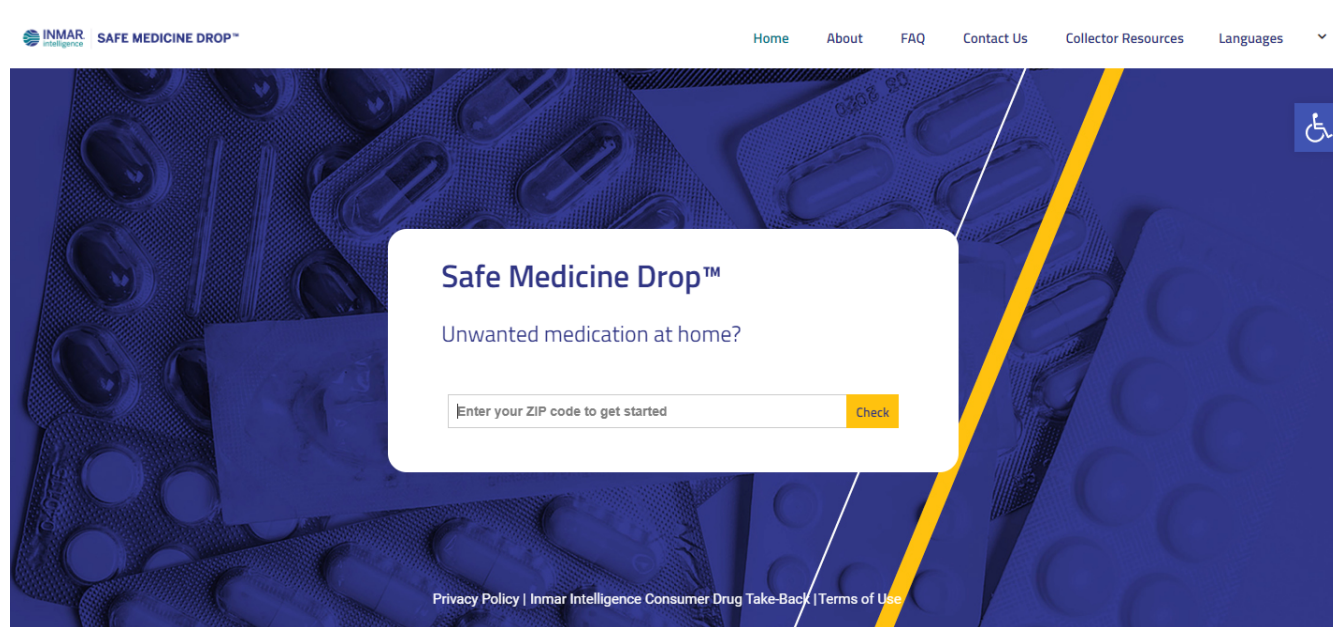 INMAR
intelligence
SAFE MEDICINE DROP™
Home About FAQ Contact Us Collector Resources Languages
Safe Medicine Drop™
Unwanted medication at home?
Enter your ZIP code to get started
Check
Privacy Policy | Inmar Intelligence Consumer Drug Take-Back |Terms of Use